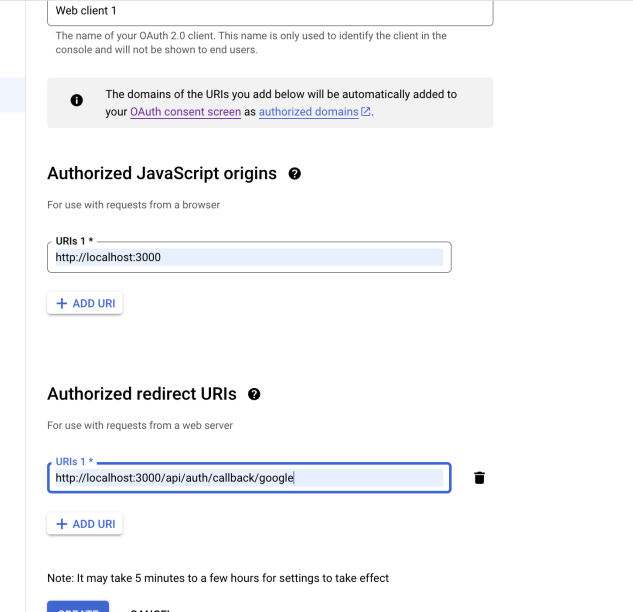 Web client 1
The name of your OAuth 2.0 client. This name is only used to identify the client in the
console and will not be shown to end users.
The domains of the URIs you add below will be automatically added to
your OAuth consent screen as authorized domains.
Authorized JavaScript origins
For use with requests from a browser
URIs 1 *
http://localhost:3000
+ ADD URI
Authorized redirect URIs
For use with requests from a web server
URIs 1 *
http://localhost:3000/api/auth/callback/google
+ ADD URI
Note: It may take 5 minutes to a few hours for settings to take effect
CREATE CANCEL